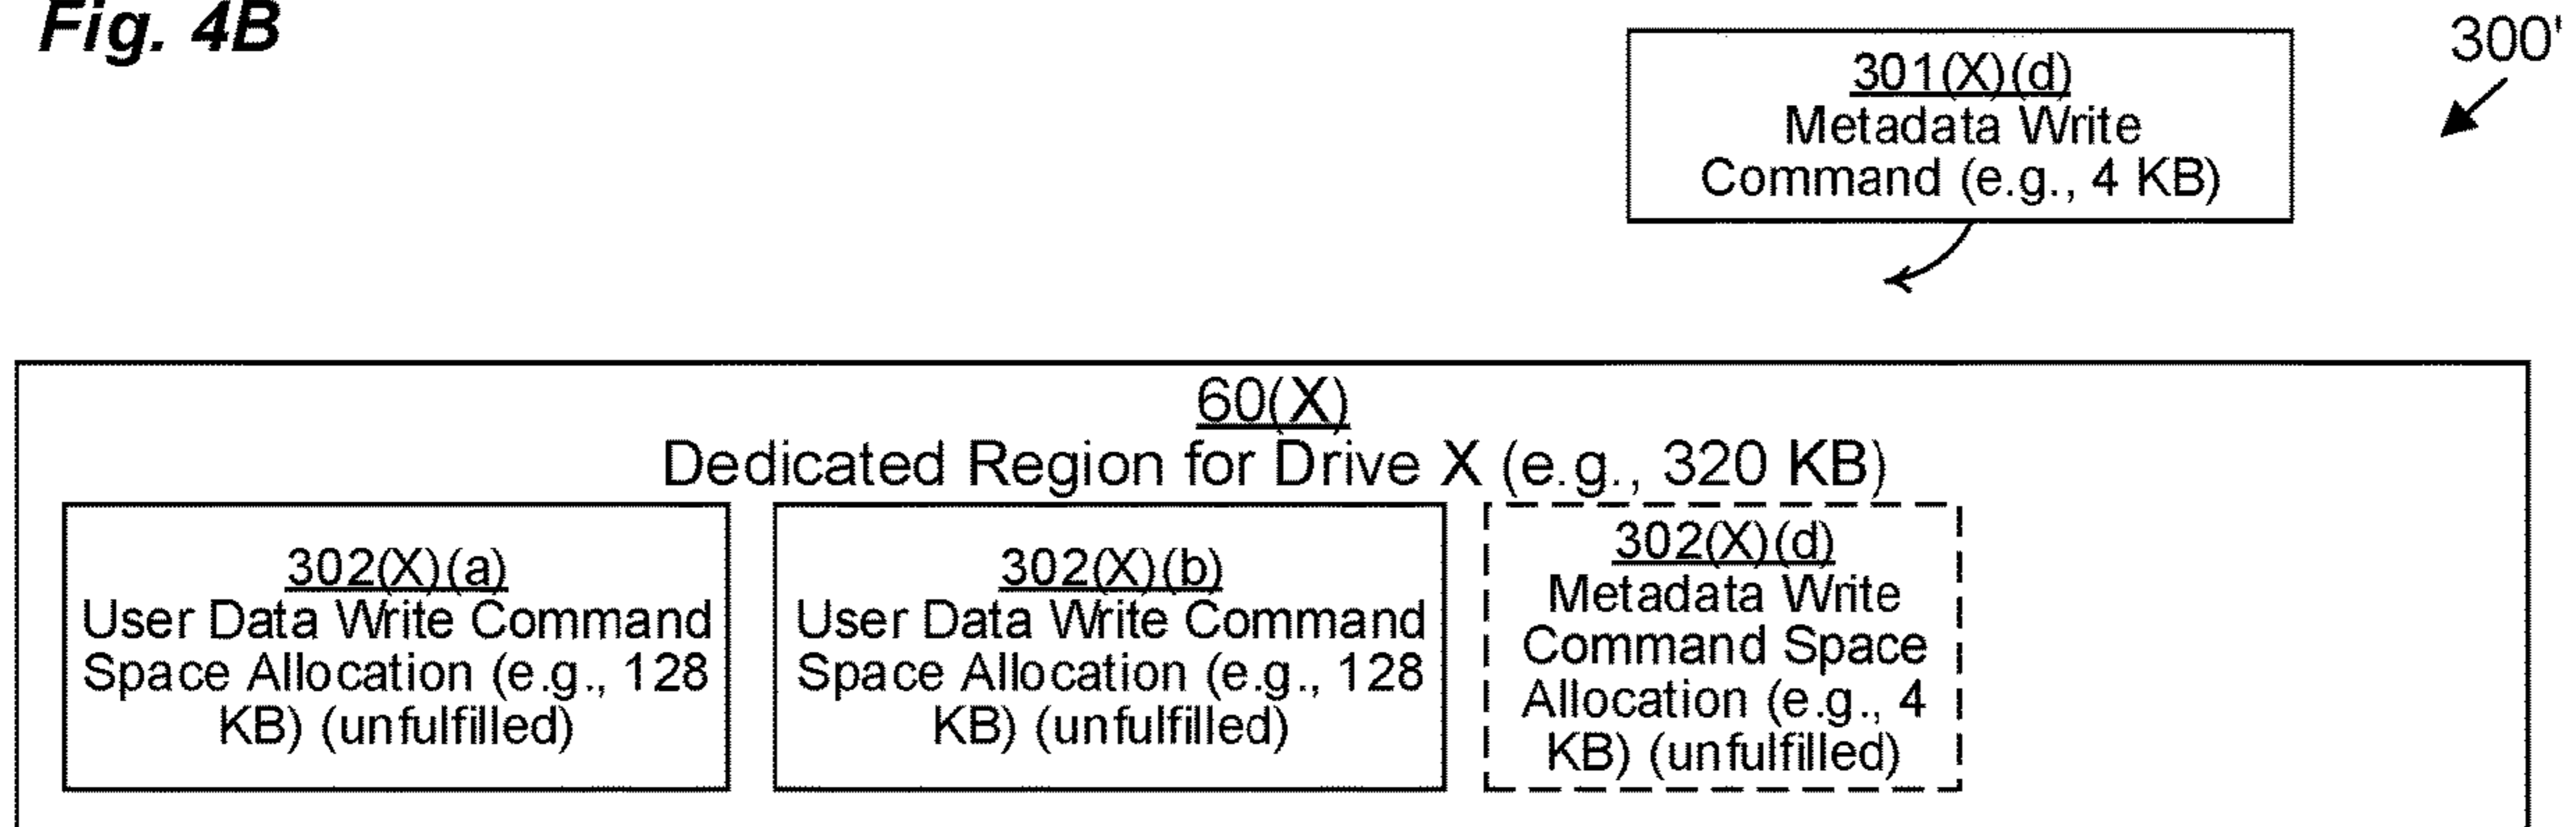 Fig. 4B
300'
301(X)(d)
Metadata Write
Command (e.g., 4 KB)
60(X)
Dedicated Region for Drive X (e.g., 320 KB)
302(X)(a)
User Data Write Command
Space Allocation (e.g., 128
KB) (unfulfilled)
302(X)(b)
User Data Write Command
Space Allocation (e.g., 128
KB) (unfulfilled)
302(X)(d)
Metadata Write
Command Space
Allocation (e.g., 4
KB) (unfulfilled)